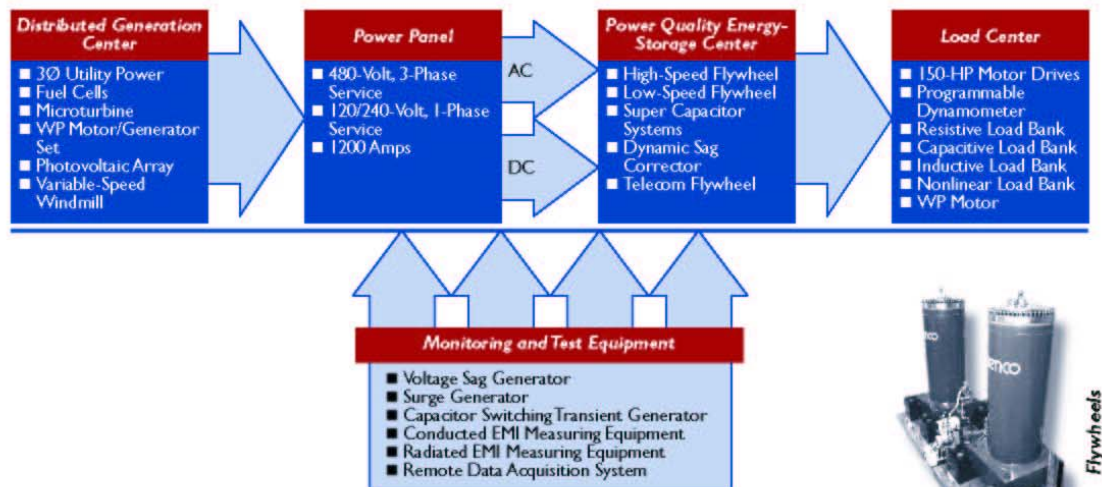 Distributed Generation
Center
3Ø Utility Power
Fuel Cells
Microturbine
WP Motor/Generator
Set
Photovoltaic Array
Variable-Speed
Windmill
Power Panel
480-Volt, 3-Phase
Service
120/240-Volt, 1-Phase
Service
1200 Amps
AC
DC
Power Quality Energy-
Storage Center
High-Speed Flywheel
Low-Speed Flywheel
Super Capacitor
Systems
Dynamic Sag
Corrector
Telecom Flywheel
Load Center
150-HP Motor Drives
Programmable
Dynamometer
Resistive Load Bank
Capacitive Load Bank
Inductive Load Bank
Nonlinear Load Bank
WP Motor
Monitoring and Test Equipment
Voltage Sag Generator
Surge Generator
Capacitor Switching Transient Generator
Conducted EMI Measuring Equipment
Radiated EMI Measuring Equipment
Remote Data Acquisition System
Flywheels